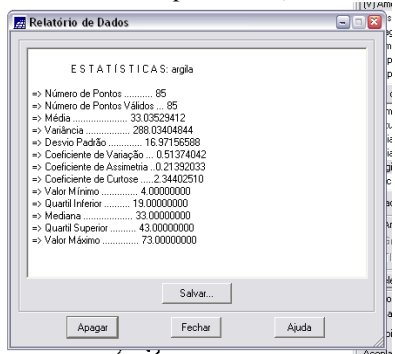 Relatório de Dados
E S T A T Í S T I C A S: argila
=> Número de Pontos ........... 85
=> Número de Pontos Válidos ... 85
=> Média ..................... 33.03529412
=> Variância ................. 288.03404844
=> Desvio Padrão ............. 16.97156588
=> Coeficiente de Variação ... 0.51374042
=> Coeficiente de Assimetria ..0.21392033
=> Coeficiente de Curtose .....2.34402510
=> Valor Mínimo .............. 4.00000000
=> Quartil Inferior .......... 19.00000000
=> Mediana ................... 33.00000000
=> Quartil Superior .......... 43.00000000
=> Valor Máximo .............. 73.00000000
Salvar...
Apagar Fechar Ajuda